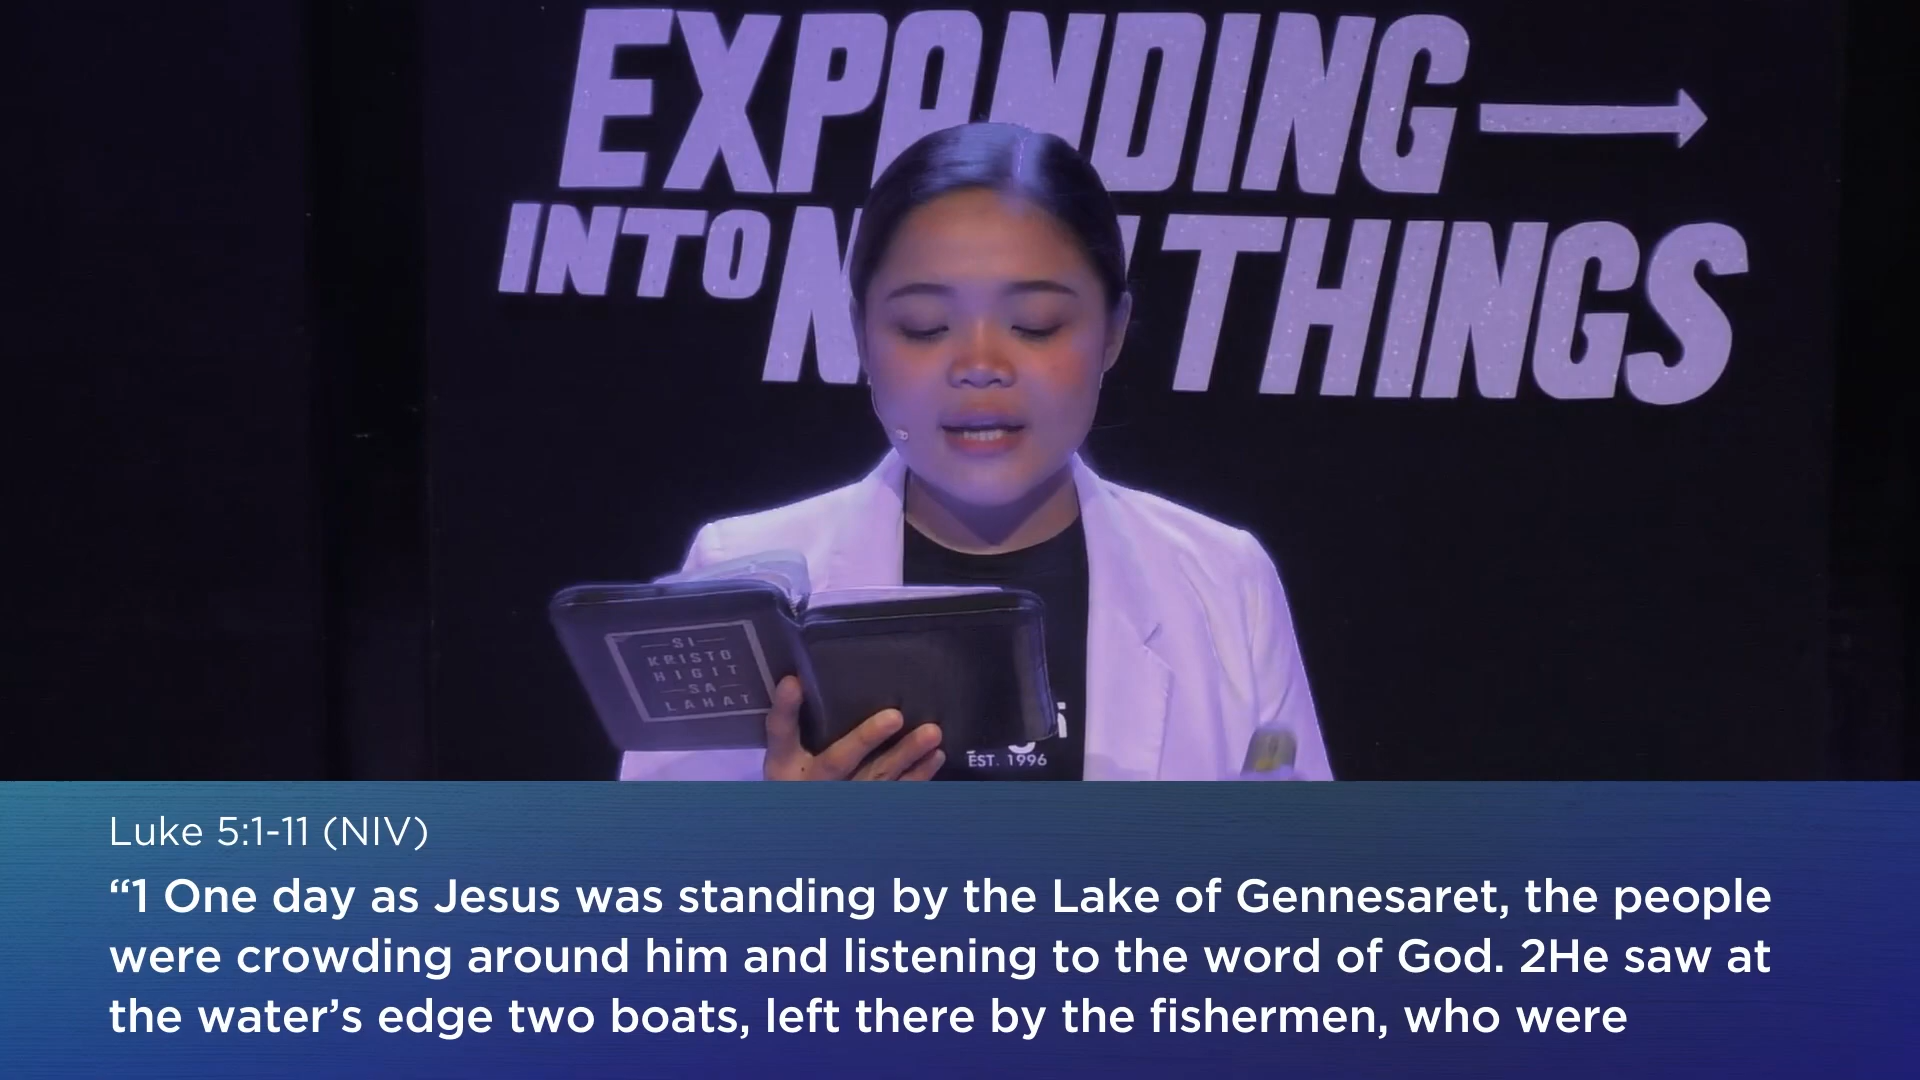 EXPANDING
INTO THINGS
SI
KRISTO
HIGIT
SA
LAHAT
EST. 1996
Luke 5:1-11 (NIV)
“1 One day as Jesus was standing by the Lake of Gennesaret, the people
were crowding around him and listening to the word of God. 2He saw at
the water’s edge two boats, left there by the fishermen, who were